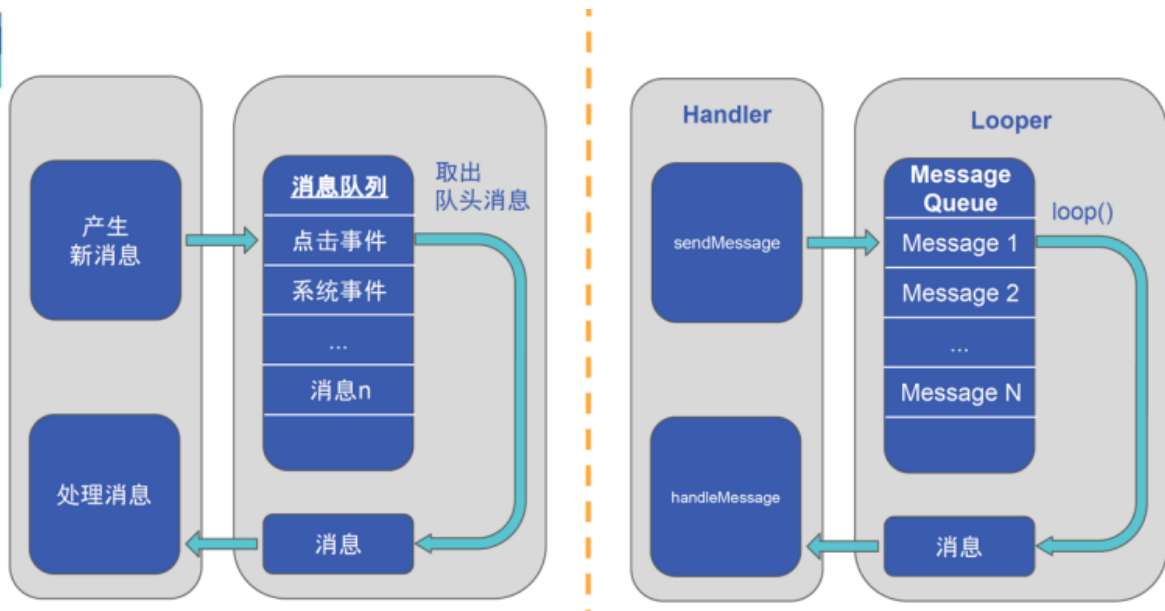 产生
新消息
处理消息
消息队列
点击事件
系统事件
...
消息n
取出
队头消息
消息
Handler
sendMessage
handleMessage
Looper
Message
Queue
Message 1
Message 2
...
Message N
loop()
消息